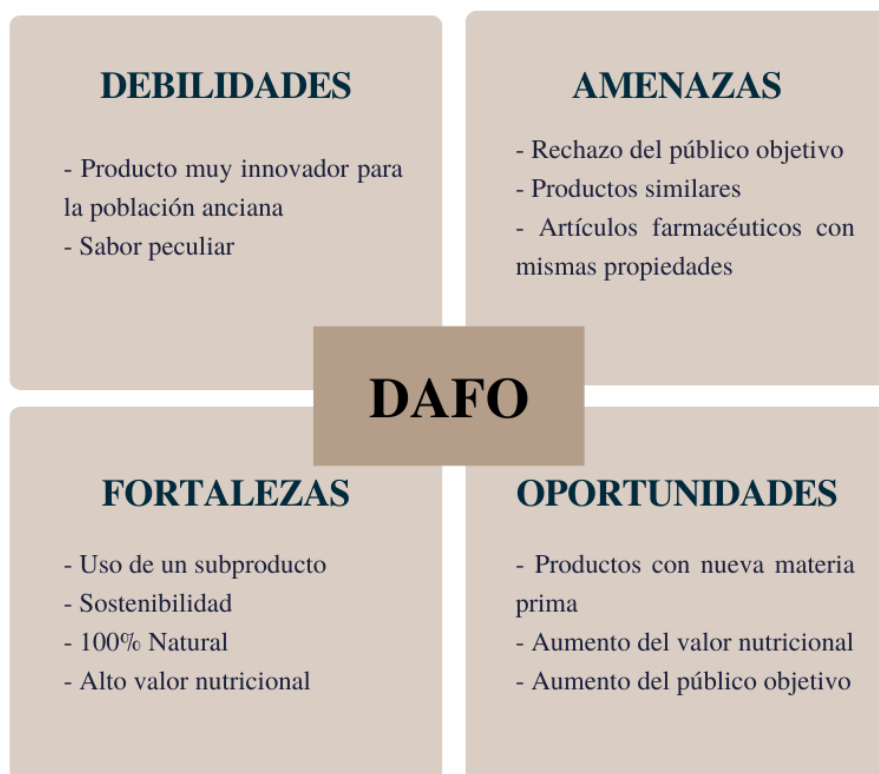 DEBILIDADES
- Producto muy innovador para
la población anciana
- Sabor peculiar
AMENAZAS
- Rechazo del público objetivo
- Productos similares
- Artículos farmacéuticos con
mismas propiedades
DAFO
FORTALEZAS
- Uso de un subproducto
- Sostenibilidad
- 100% Natural
- Alto valor nutricional
OPORTUNIDADES
- Productos con nueva materia
prima
- Aumento del valor nutricional
- Aumento del público objetivo